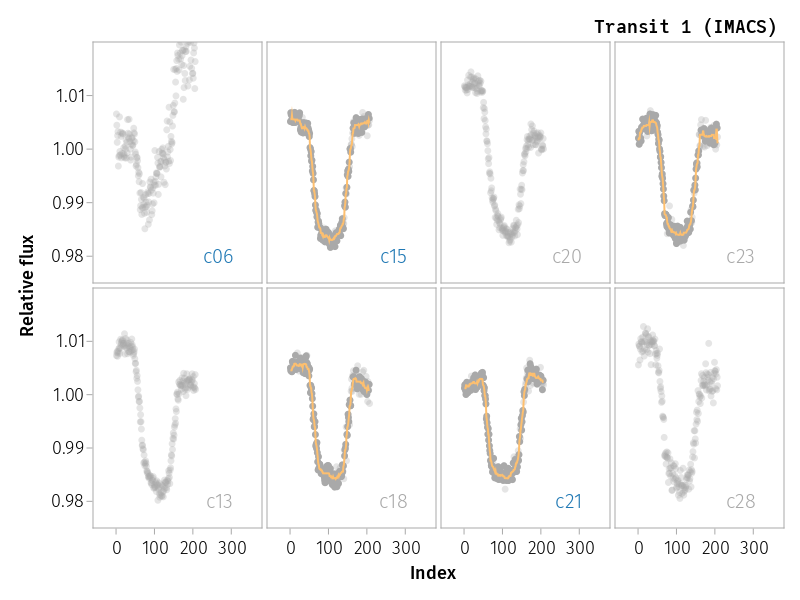 Transit 1 (IMACS)
Relative flux
1.01
1.00
0.99
0.98
c06
c15
c20
c23
1.01
1.00
0.99
0.98
c13
c18
c21
c28
0 100 200 300 0 100 200 300 0 100 200 300 0 100 200 300
Index